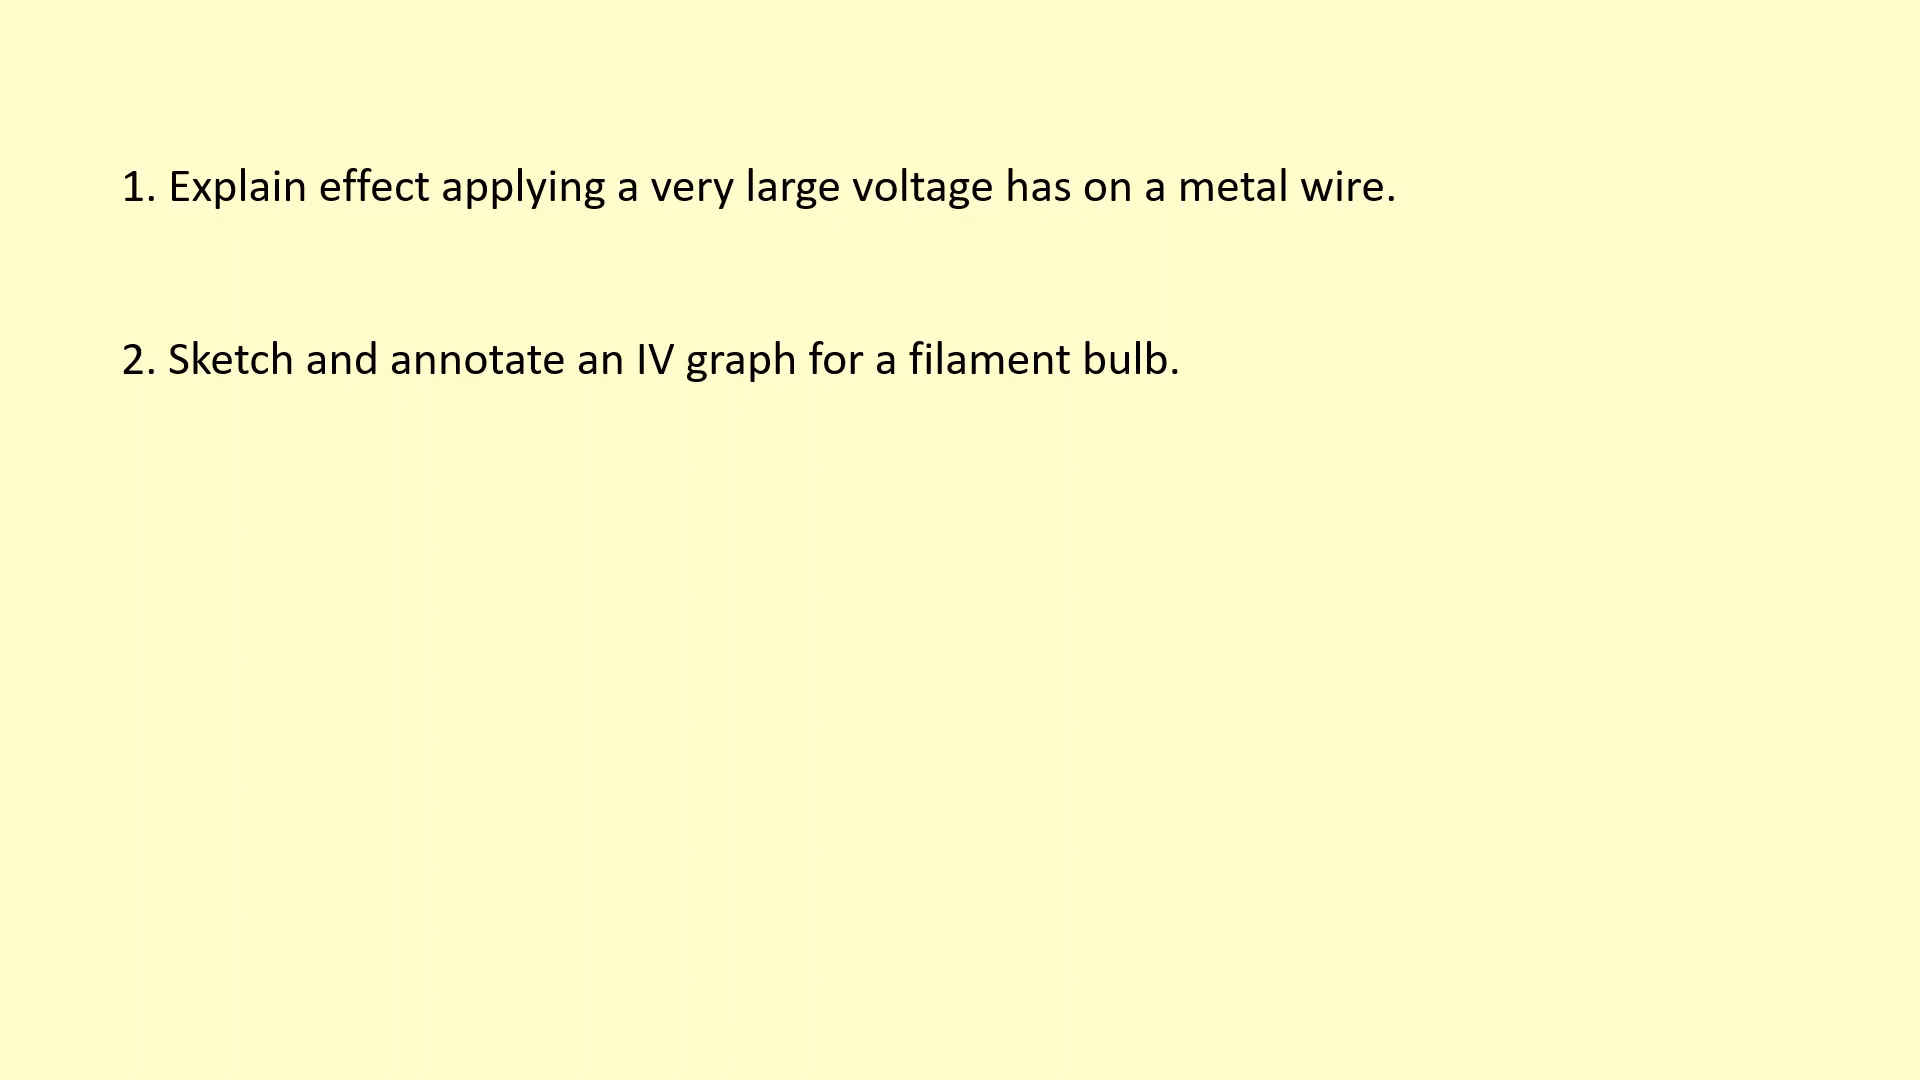 1. Explain effect applying a very large voltage has on a metal wire.
2. Sketch and annotate an IV graph for a filament bulb.